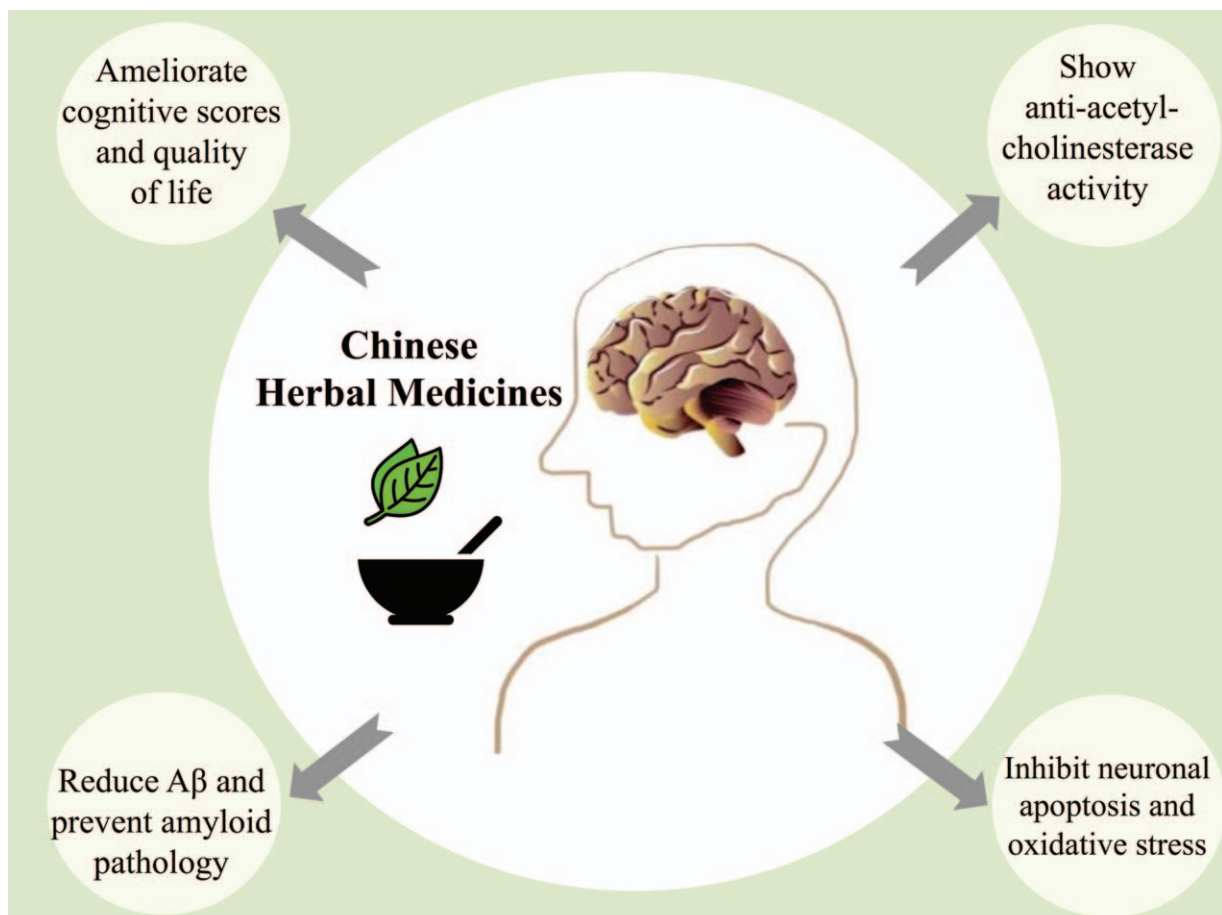 Ameliorate
cognitive scores
and quality
of life
Show
anti-acetyl-
cholinesterase
activity
Chinese
Herbal Medicines
Reduce Aβ and
prevent amyloid
pathology
Inhibit neuronal
apoptosis and
oxidative stress